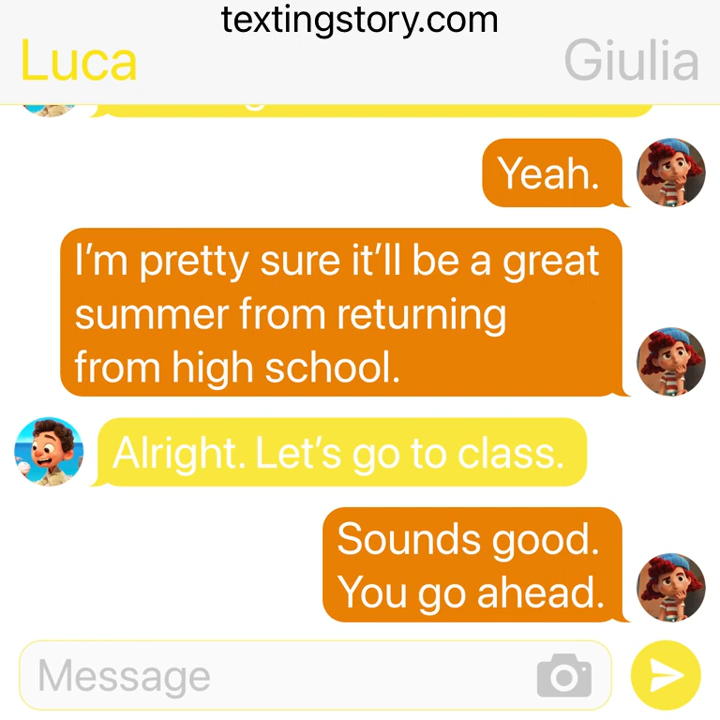 textingstory.com
Luca
Giulia
Yeah.
I'm pretty sure it'll be a great
summer from returning
from high school.
Alright. Let's go to class.
Sounds good.
You go ahead.
Message